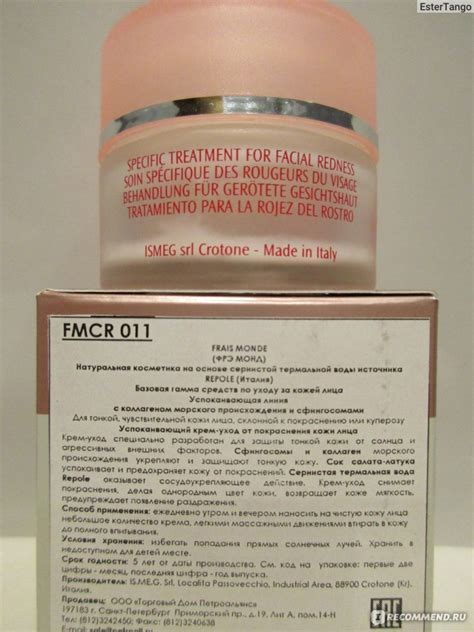 EsterTango
SPECIFIC TREATMENT FOR FACIAL REDNESS
SOIN SPÉCIFIQUE DES ROUGEURS DU VISAGE
BEHANDLUNG FÜR GERÖTETE GESICHTSHAUT
TRATAMIENTO PARA LA ROJEZ DEL ROSTRO
ISMEG srl Crotone - Made in Italy
FMCR 011
FRAIS MONDE
(ФРЭ МОНД)
Натуральная косметика на основе сернистой термальной воды источника
REPOLE (Италия)
Базовая гамма средств по уходу за кожей лица
Успокаивающая линия
с коллагеном морского происхождения и сфингосомами
Для тонкой, чувствительной кожи лица, склонной к покраснению или куперозу
Успокаивающий крем-уход от покраснения кожи лица
Крем-уход специально разработан для защиты тонкой кожи от солнца и
агрессивных внешних факторов. Сфингосомы и коллаген морского
происхождения укрепляют и защищают тонкую кожу. Сок салата-латука
успокаивает и предохраняет кожу от покраснений. Сернистая термальная вода
Repole оказывает сосудоукрепляющее действие. Крем-уход снимает
покраснения, делая однородным цвет кожи, возвращает коже мягкость,
предупреждает появление раздражения.
Способ применения: ежедневно утром и вечером наносить на чистую кожу лица
небольшое количество крема, легкими массажными движениями втирать в кожу
до полного впитывания.
Условия хранения: избегать попадания прямых солнечных лучей. Хранить в
недоступном для детей месте.
Срок годности: 5 лет от даты производства. См. код на упаковке: первые две
цифры - месяц, последняя цифра - год выпуска.
Производитель: IS.M.E.G. Srl, Localita Passovecchio, Industrial Area, 88900 Crotone (Kr),
Италия.
Продавец: ООО «Торговый Дом Петроальянс»
197183 г. Санкт-Петербург Приморский пр., д.19, Лит А, пом.14-Н
тел/(812)3242450; факс/(812)3240638
EAC
IRECOMMEND.RU